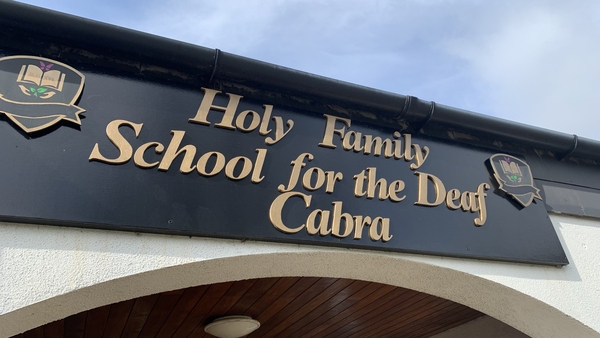 Holy Family
School for the Deaf
Cabra